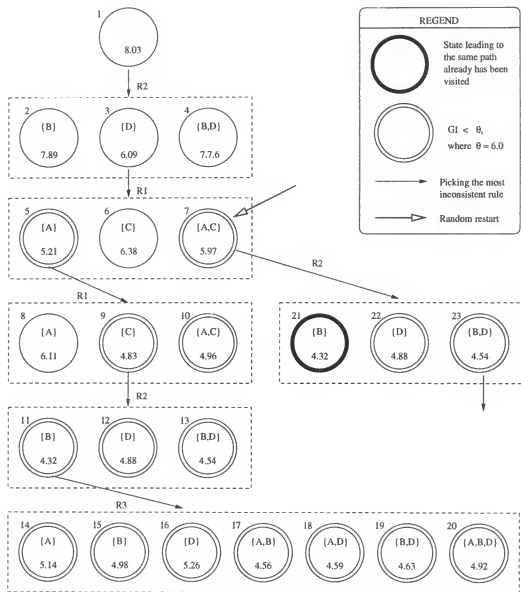 1
8.03
R2
2 3 4
{B} {D} {B,D}
7.89 6.09 7.7.6
R1
5 6 7
{A} {C} {A,C}
5.21 6.38 5.97
R1 R2
8 9 10
{A} {C} {A,C}
6.11 4.83 4.96
21 22 23
{B} {D} {B,D}
4.32 4.88 4.54
R2
11 12 13
{B} {D} {B,D}
4.32 4.88 4.54
R3
14 15 16 17 18 19 20
{A} {B} {D} {A,B} {A,D} {B,D} {A,B,D}
5.14 4.98 5.26 4.56 4.59 4.63 4.92
REGEND
State leading to
the same path
already has been
visited
G1 < θ,
where θ = 6.0
Picking the most
inconsistent rule
Random restart